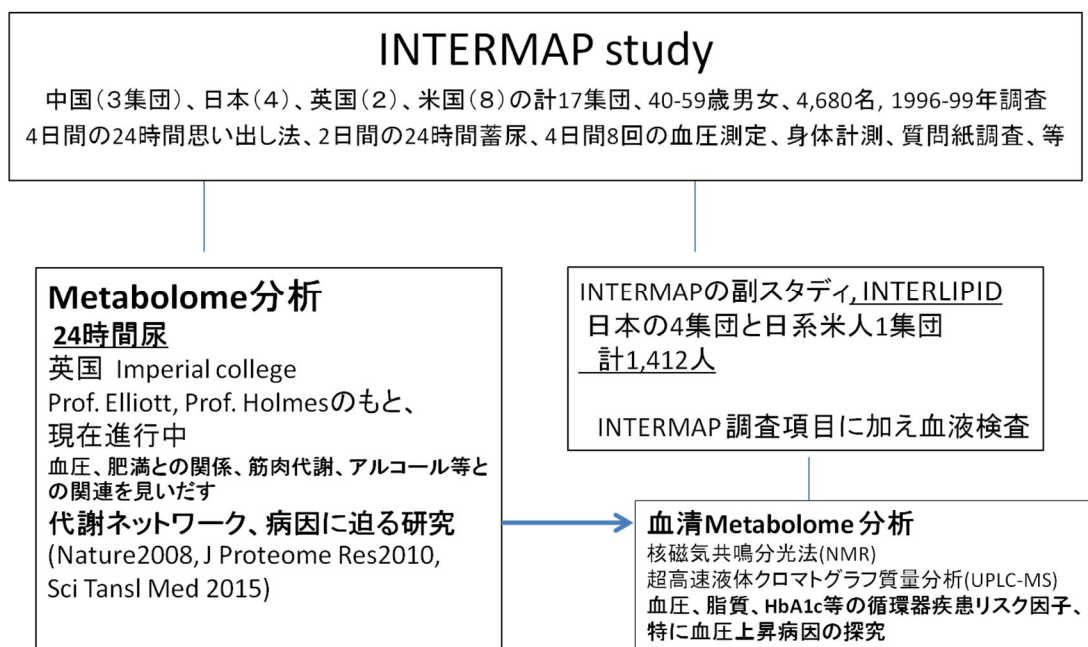 INTERMAP study
中国(3集団)、日本(4)、英国(2)、米国(8)の計17集団、40-59歳男女、4,680名, 1996-99年調査
4日間の24時間思い出し法、2日間の24時間蓄尿、4日間8回の血圧測定、身体計測、質問紙調査、等
Metabolome分析
24時間尿
英国 Imperial college
Prof. Elliott, Prof. Holmesのもと、
現在進行中
血圧、肥満との関係、筋肉代謝、アルコール等と
の関連を見いだす
代謝ネットワーク、病因に迫る研究
(Nature2008, J Proteome Res2010,
Sci Tansl Med 2015)
INTERMAPの副スタディ, INTERLIPID
日本の4集団と日系米人1集団
計1,412人
INTERMAP調査項目に加え血液検査
血清Metabolome 分析
核磁気共鳴分光法(NMR)
超高速液体クロマトグラフ質量分析(UPLC-MS)
血圧、脂質、HbA1c等の循環器疾患リスク因子、
特に血圧上昇病因の探究